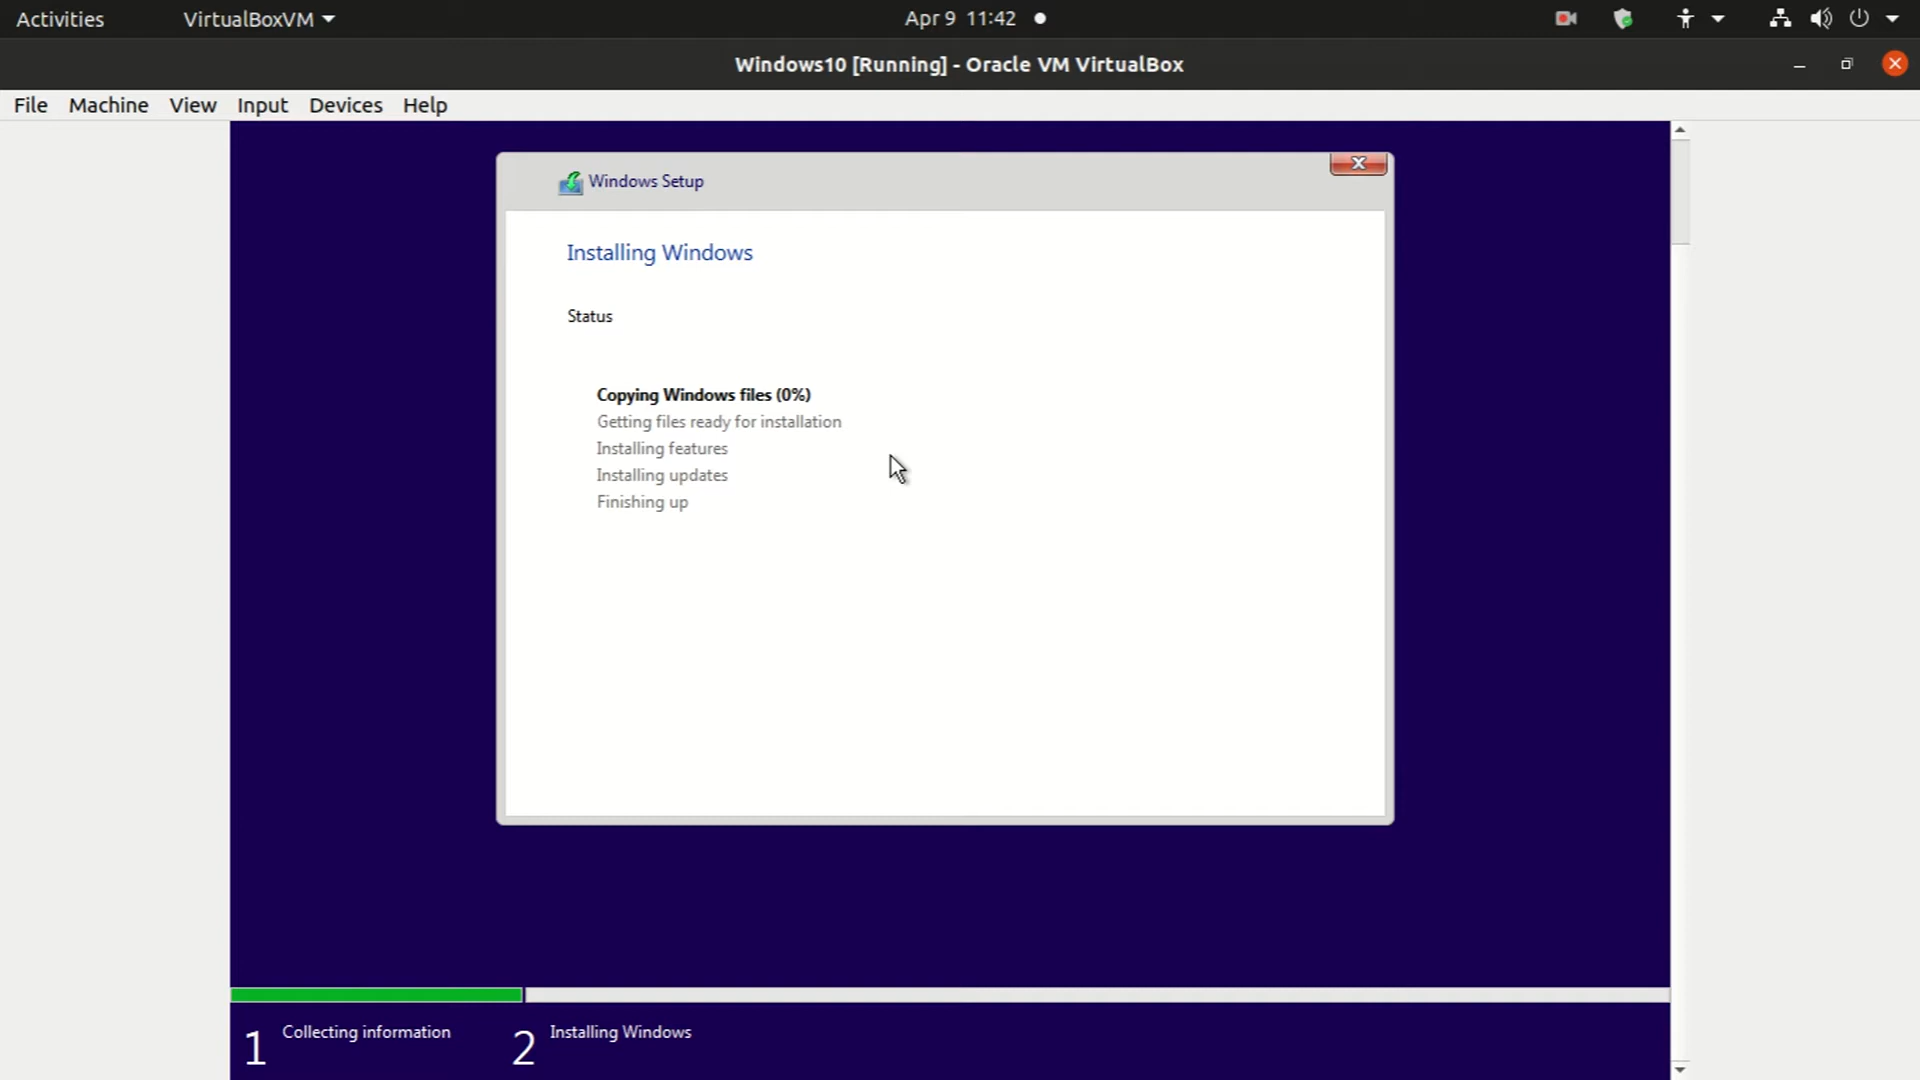 Activities VirtualBoxVM Apr 9 11:42
Windows10 [Running] - Oracle VM VirtualBox
File Machine View Input Devices Help
Windows Setup
Installing Windows
Status
Copying Windows files (0%)
Getting files ready for installation
Installing features
Installing updates
Finishing up
1 Collecting information 2 Installing Windows